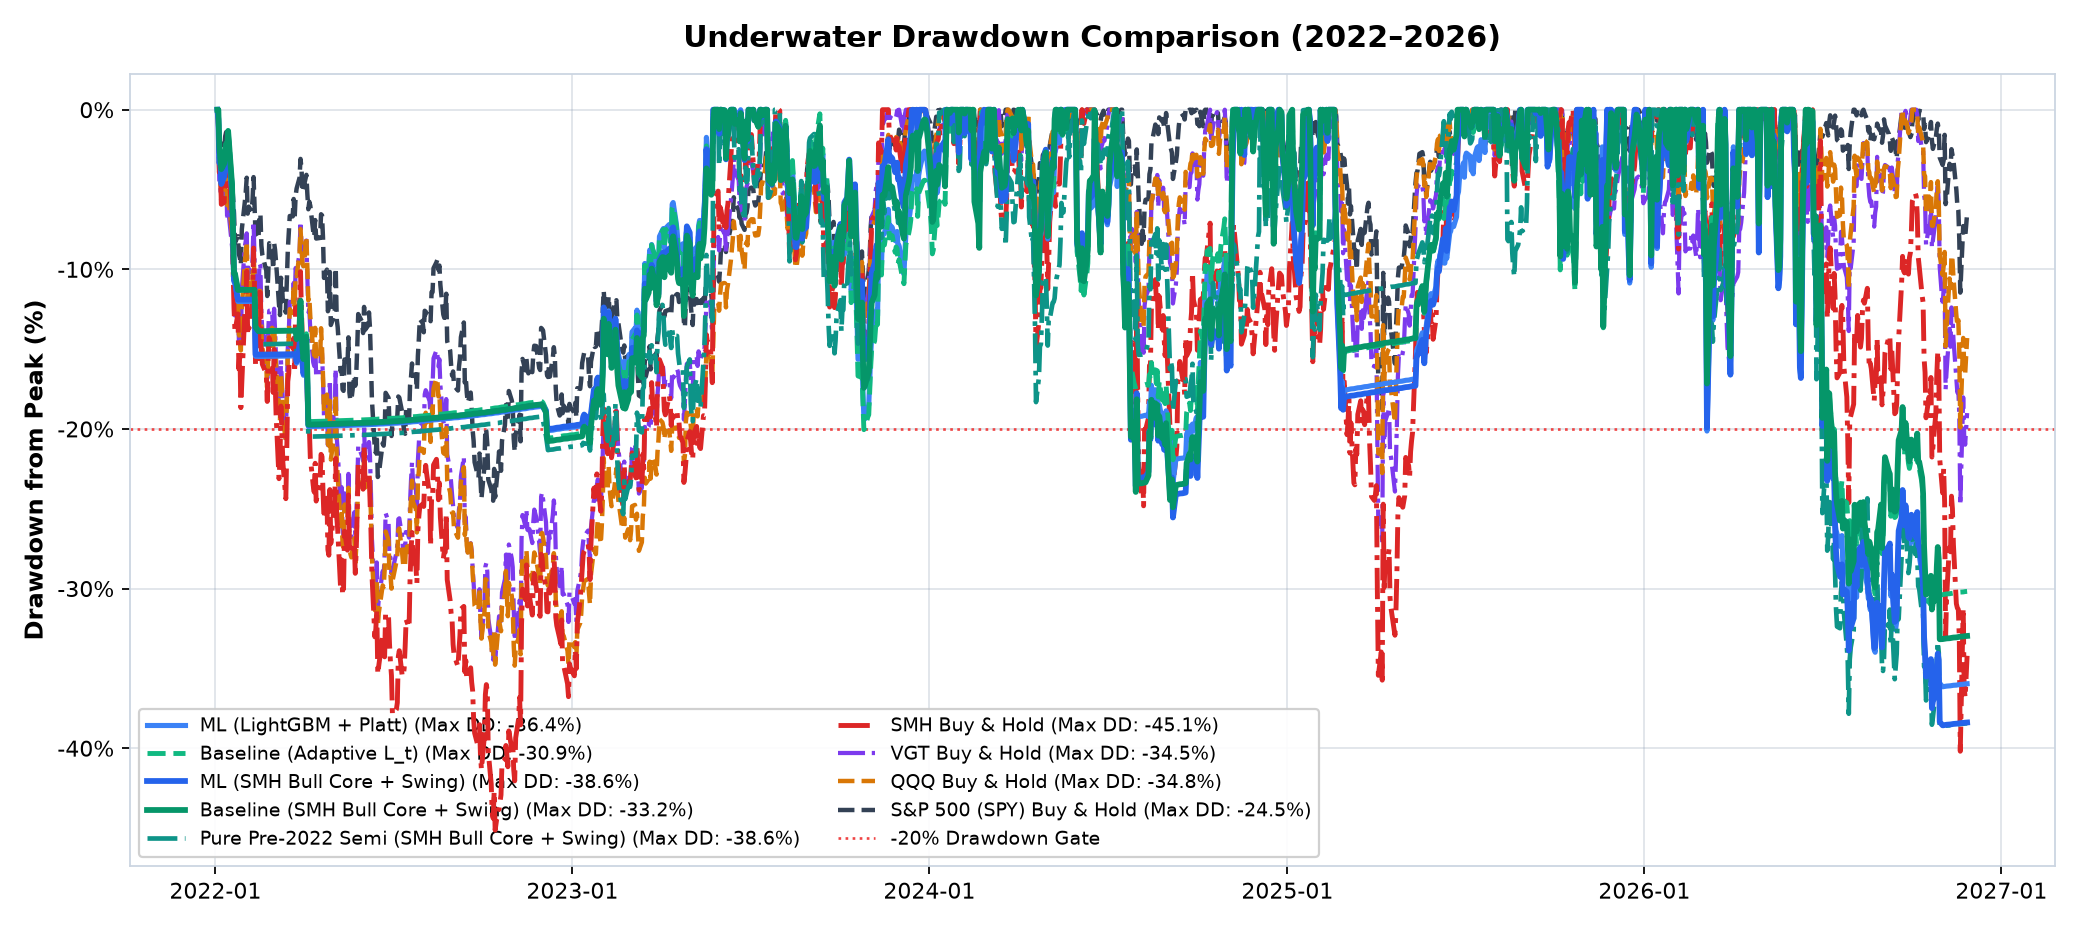 Underwater Drawdown Comparison (2022–2026)
Drawdown from Peak (%)
0%
-10%
-20%
-30%
-40%
ML (LightGBM + Platt) (Max DD: -36.4%)
Baseline (Adaptive L_t) (Max DD: -30.9%)
ML (SMH Bull Core + Swing) (Max DD: -38.6%)
Baseline (SMH Bull Core + Swing) (Max DD: -33.2%)
Pure Pre-2022 Semi (SMH Bull Core + Swing) (Max DD: -38.6%)
SMH Buy & Hold (Max DD: -45.1%)
VGT Buy & Hold (Max DD: -34.5%)
QQQ Buy & Hold (Max DD: -34.8%)
S&P 500 (SPY) Buy & Hold (Max DD: -24.5%)
-20% Drawdown Gate
2022-01
2023-01
2024-01
2025-01
2026-01
2027-01